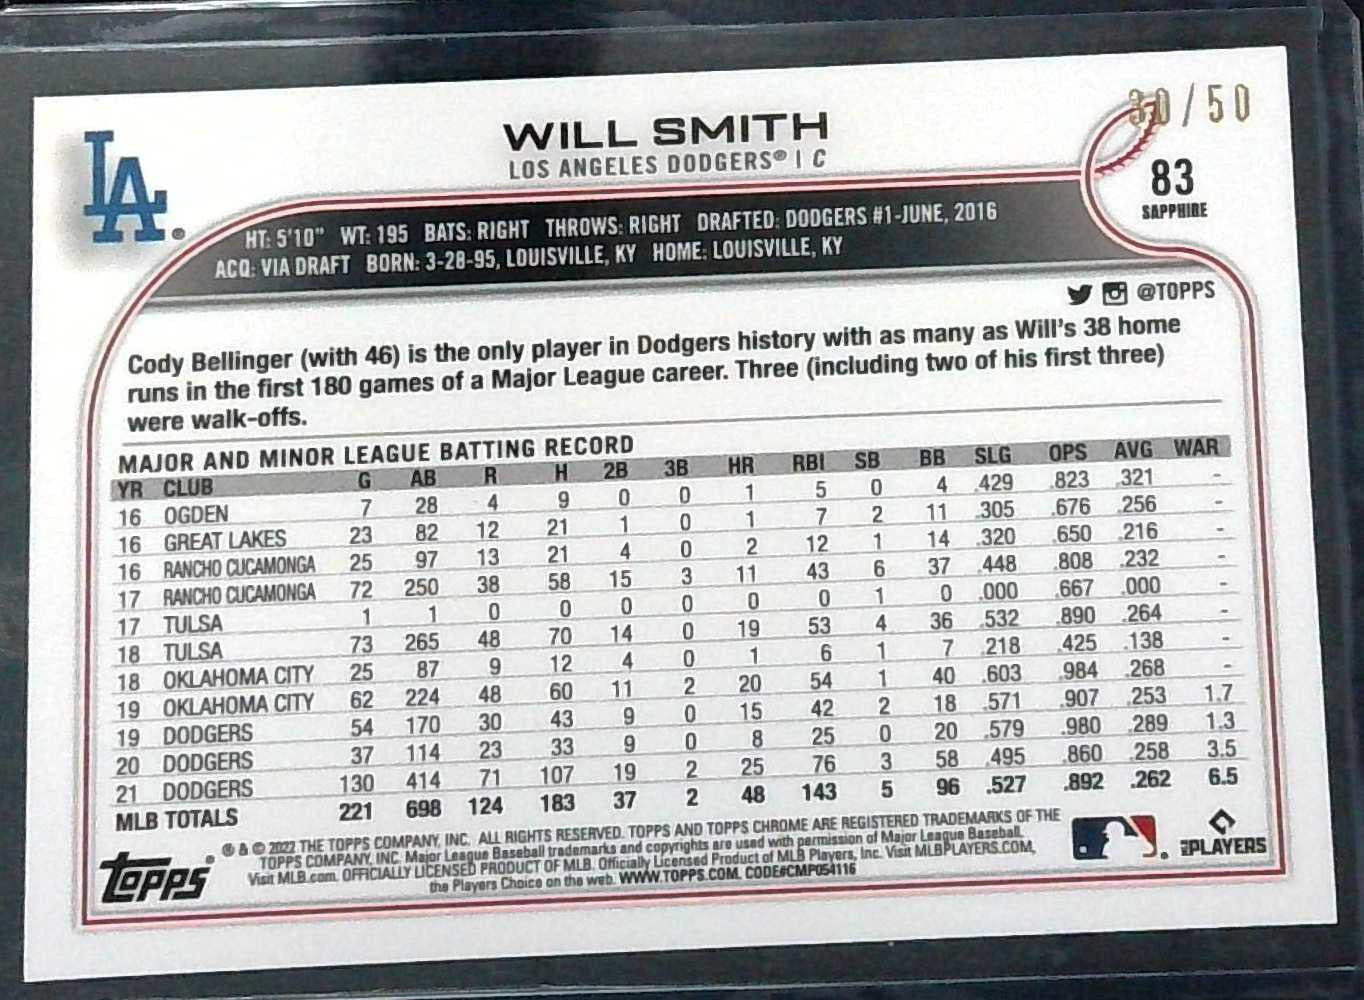 30/50
WILL SMITH
LOS ANGELES DODGERS® | C
83
SAPPHIRE
LA®
HT: 5'10" WT: 195 BATS: RIGHT THROWS: RIGHT DRAFTED: DODGERS #1-JUNE, 2016
ACQ: VIA DRAFT BORN: 3-28-95, LOUISVILLE, KY HOME: LOUISVILLE, KY
@TOPPS
Cody Bellinger (with 46) is the only player in Dodgers history with as many as Will's 38 home
runs in the first 180 games of a Major League career. Three (including two of his first three)
were walk-offs.
MAJOR AND MINOR LEAGUE BATTING RECORD
YR CLUB G AB R H 2B 3B HR RBI SB BB SLG OPS AVG WAR
16 OGDEN 7 28 4 9 0 0 1 5 0 4 .429 .823 .321 -
16 GREAT LAKES 23 82 12 21 1 0 1 7 2 11 .305 .676 .256 -
16 RANCHO CUCAMONGA 25 97 13 21 4 0 2 12 1 14 .320 .650 .216 -
17 RANCHO CUCAMONGA 72 250 38 58 15 3 11 43 6 37 .448 .808 .232 -
17 TULSA 1 1 0 0 0 0 0 0 1 0 .000 .667 .000 -
18 TULSA 73 265 48 70 14 0 19 53 4 36 .532 .890 .264 -
18 OKLAHOMA CITY 25 87 9 12 4 0 1 6 1 7 .218 .425 .138 -
19 OKLAHOMA CITY 62 224 48 60 11 2 20 54 1 40 .603 .984 .268 -
19 DODGERS 54 170 30 43 9 0 15 42 2 18 .571 .907 .253 1.7
20 DODGERS 37 114 23 33 9 0 8 25 0 20 .579 .980 .289 1.3
21 DODGERS 130 414 71 107 19 2 25 76 3 58 .495 .860 .258 3.5
MLB TOTALS 221 698 124 183 37 2 48 143 5 96 .527 .892 .262 6.5
TOPPS®
® & © 2022 THE TOPPS COMPANY, INC. ALL RIGHTS RESERVED. TOPPS AND TOPPS CHROME ARE REGISTERED TRADEMARKS OF THE
TOPPS COMPANY, INC. Major League Baseball trademarks and copyrights are used with permission of Major League Baseball.
Visit MLB.com. OFFICIALLY LICENSED PRODUCT OF MLB. Officially Licensed Product of MLB Players, Inc. Visit MLBPLAYERS.COM,
the Players Choice on the web. WWW.TOPPS.COM. CODE#CMP054116
PLAYERS